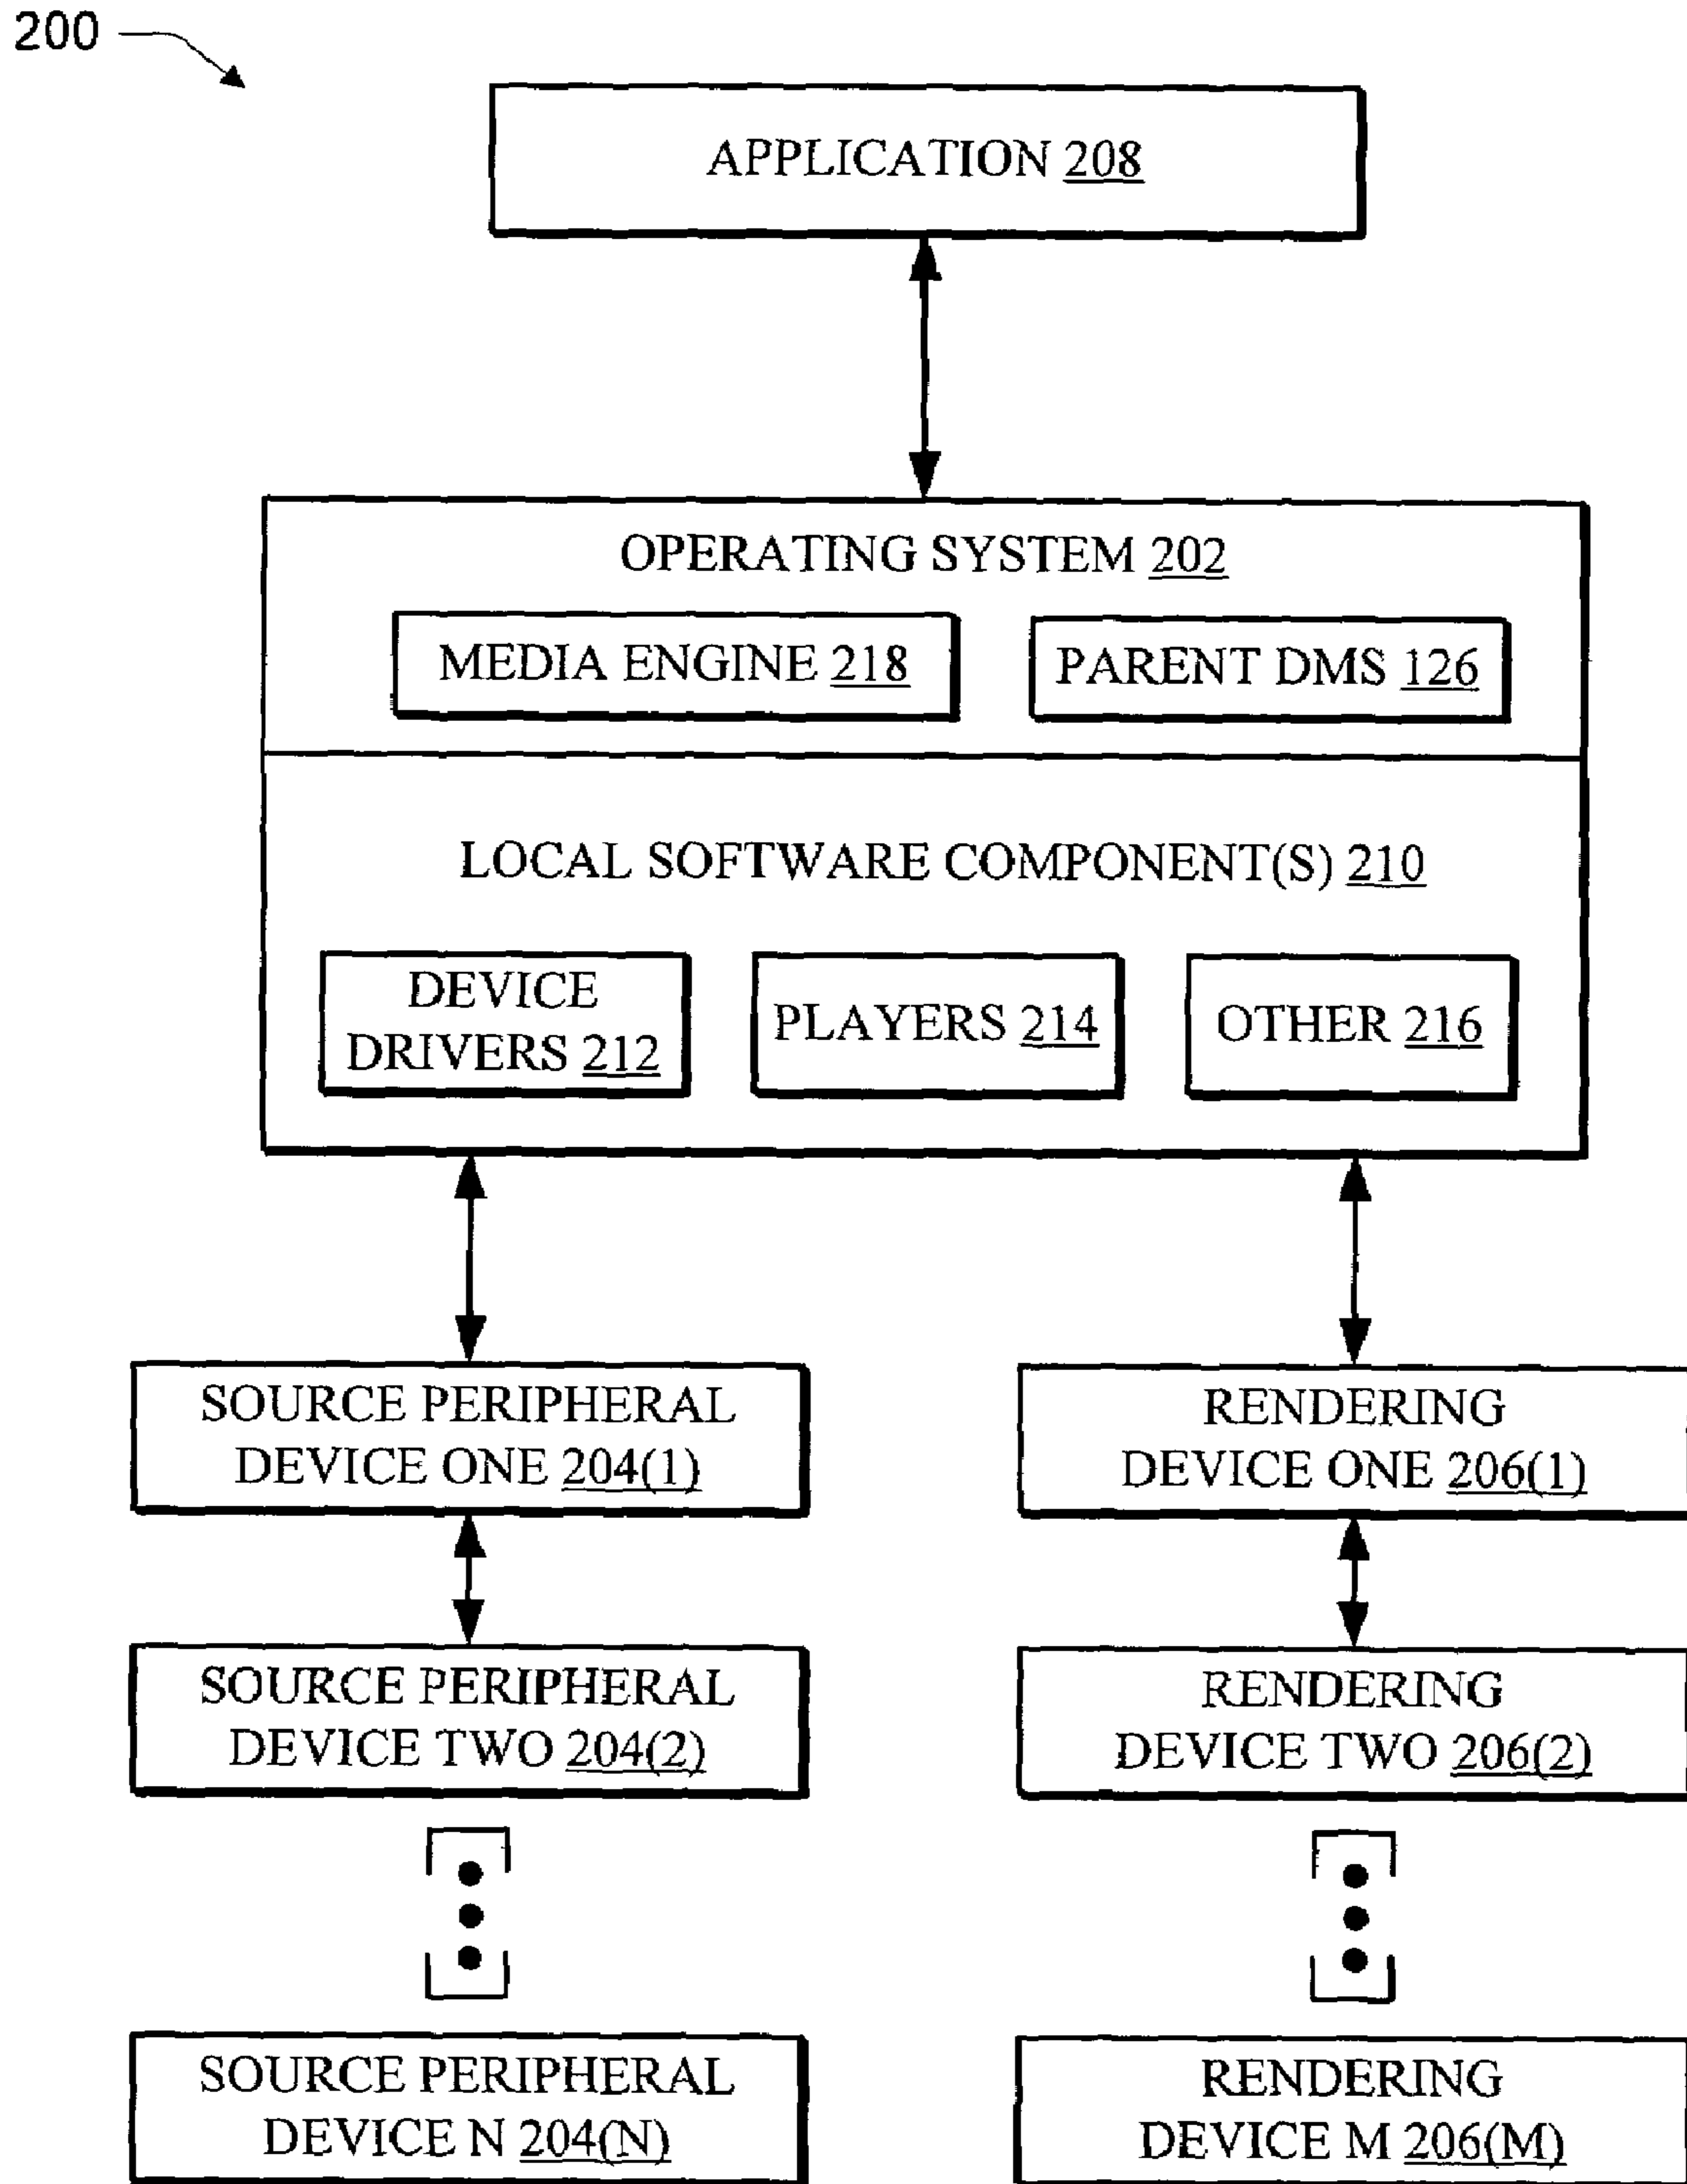 200
APPLICATION 208
OPERATING SYSTEM 202
MEDIA ENGINE 218
PARENT DMS 126
LOCAL SOFTWARE COMPONENT(S) 210
DEVICE
DRIVERS 212
PLAYERS 214
OTHER 216
SOURCE PERIPHERAL
DEVICE ONE 204(1)
RENDERING
DEVICE ONE 206(1)
SOURCE PERIPHERAL
DEVICE TWO 204(2)
RENDERING
DEVICE TWO 206(2)
SOURCE PERIPHERAL
DEVICE N 204(N)
RENDERING
DEVICE M 206(M)